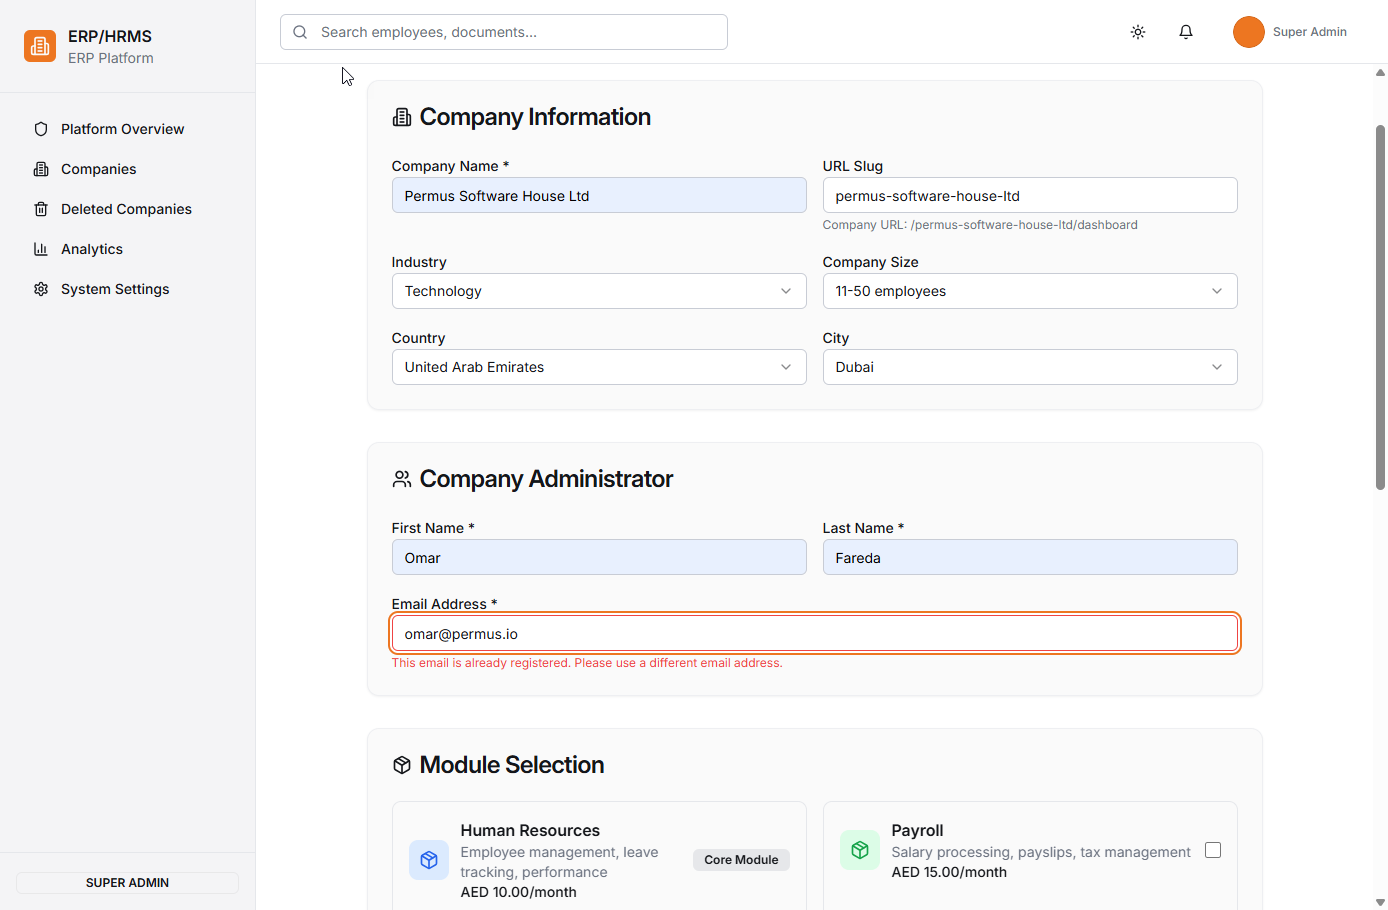 ERP/HRMS
ERP Platform
Search employees, documents...
Super Admin
Platform Overview
Companies
Deleted Companies
Analytics
System Settings
SUPER ADMIN
Company Information
Company Name *
Permus Software House Ltd
URL Slug
permus-software-house-ltd
Company URL: /permus-software-house-ltd/dashboard
Industry
Technology
Company Size
11-50 employees
Country
United Arab Emirates
City
Dubai
Company Administrator
First Name *
Omar
Last Name *
Fareda
Email Address *
omar@permus.io
This email is already registered. Please use a different email address.
Module Selection
Human Resources
Employee management, leave
tracking, performance
AED 10.00/month
Core Module
Payroll
Salary processing, payslips, tax management
AED 15.00/month